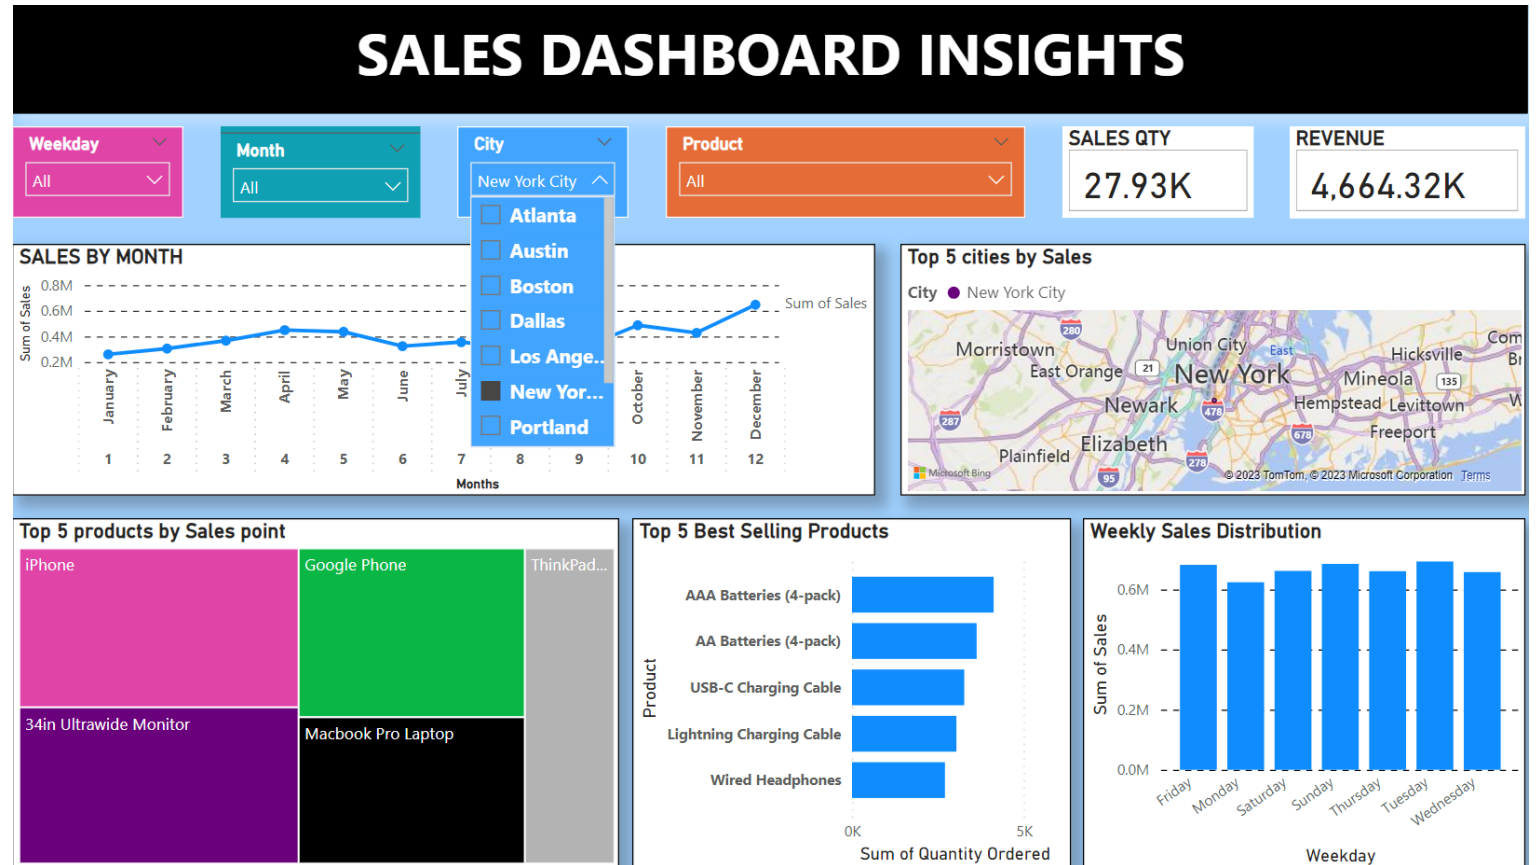 SALES DASHBOARD INSIGHTS
Weekday
All
Month
All
City
New York City
Atlanta
Austin
Boston
Dallas
Los Ange...
New Yor...
Portland
Product
All
SALES QTY
27.93K
REVENUE
4,664.32K
SALES BY MONTH
Sum of Sales
0.8M
0.6M
0.4M
0.2M
Sum of Sales
January
February
March
April
May
June
July
October
November
December
1 2 3 4 5 6 7 8 9 10 11 12
Months
Top 5 cities by Sales
City New York City
280
Morristown
Union City
East
Hicksville
Com
East Orange
21
New York
Mineola
135
Newark
478
Hempstead
Levittown
287
678
Freeport
Elizabeth
Plainfield
278
95
Microsoft Bing
© 2023 TomTom, © 2023 Microsoft Corporation Terms
Top 5 products by Sales point
iPhone
Google Phone
ThinkPad...
34in Ultrawide Monitor
Macbook Pro Laptop
Top 5 Best Selling Products
Product
AAA Batteries (4-pack)
AA Batteries (4-pack)
USB-C Charging Cable
Lightning Charging Cable
Wired Headphones
0K 5K
Sum of Quantity Ordered
Weekly Sales Distribution
Sum of Sales
0.6M
0.4M
0.2M
0.0M
Friday
Monday
Saturday
Sunday
Thursday
Tuesday
Wednesday
Weekday